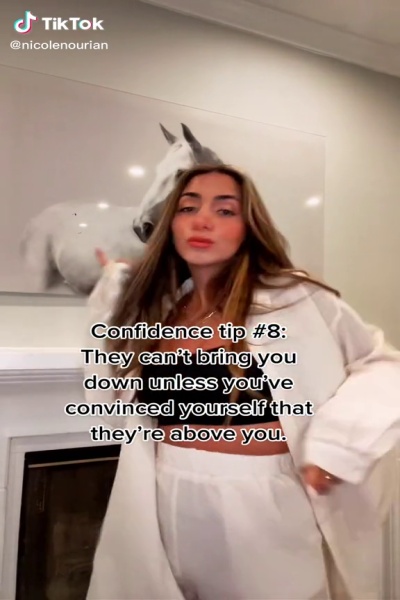 TikTok
@nicolenourian
Confidence tip #8:
They can't bring you
down unless you've
convinced yourself that
they're above you.